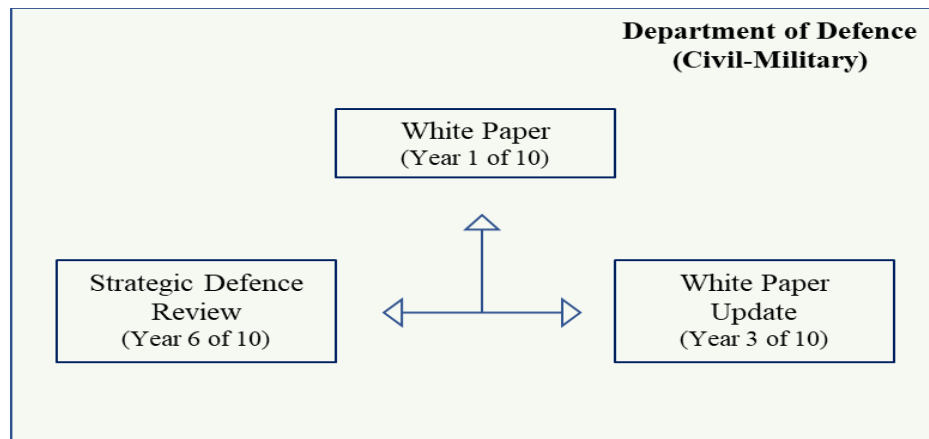 Department of Defence
(Civil-Military)
White Paper
(Year 1 of 10)
Strategic Defence
Review
(Year 6 of 10)
White Paper
Update
(Year 3 of 10)